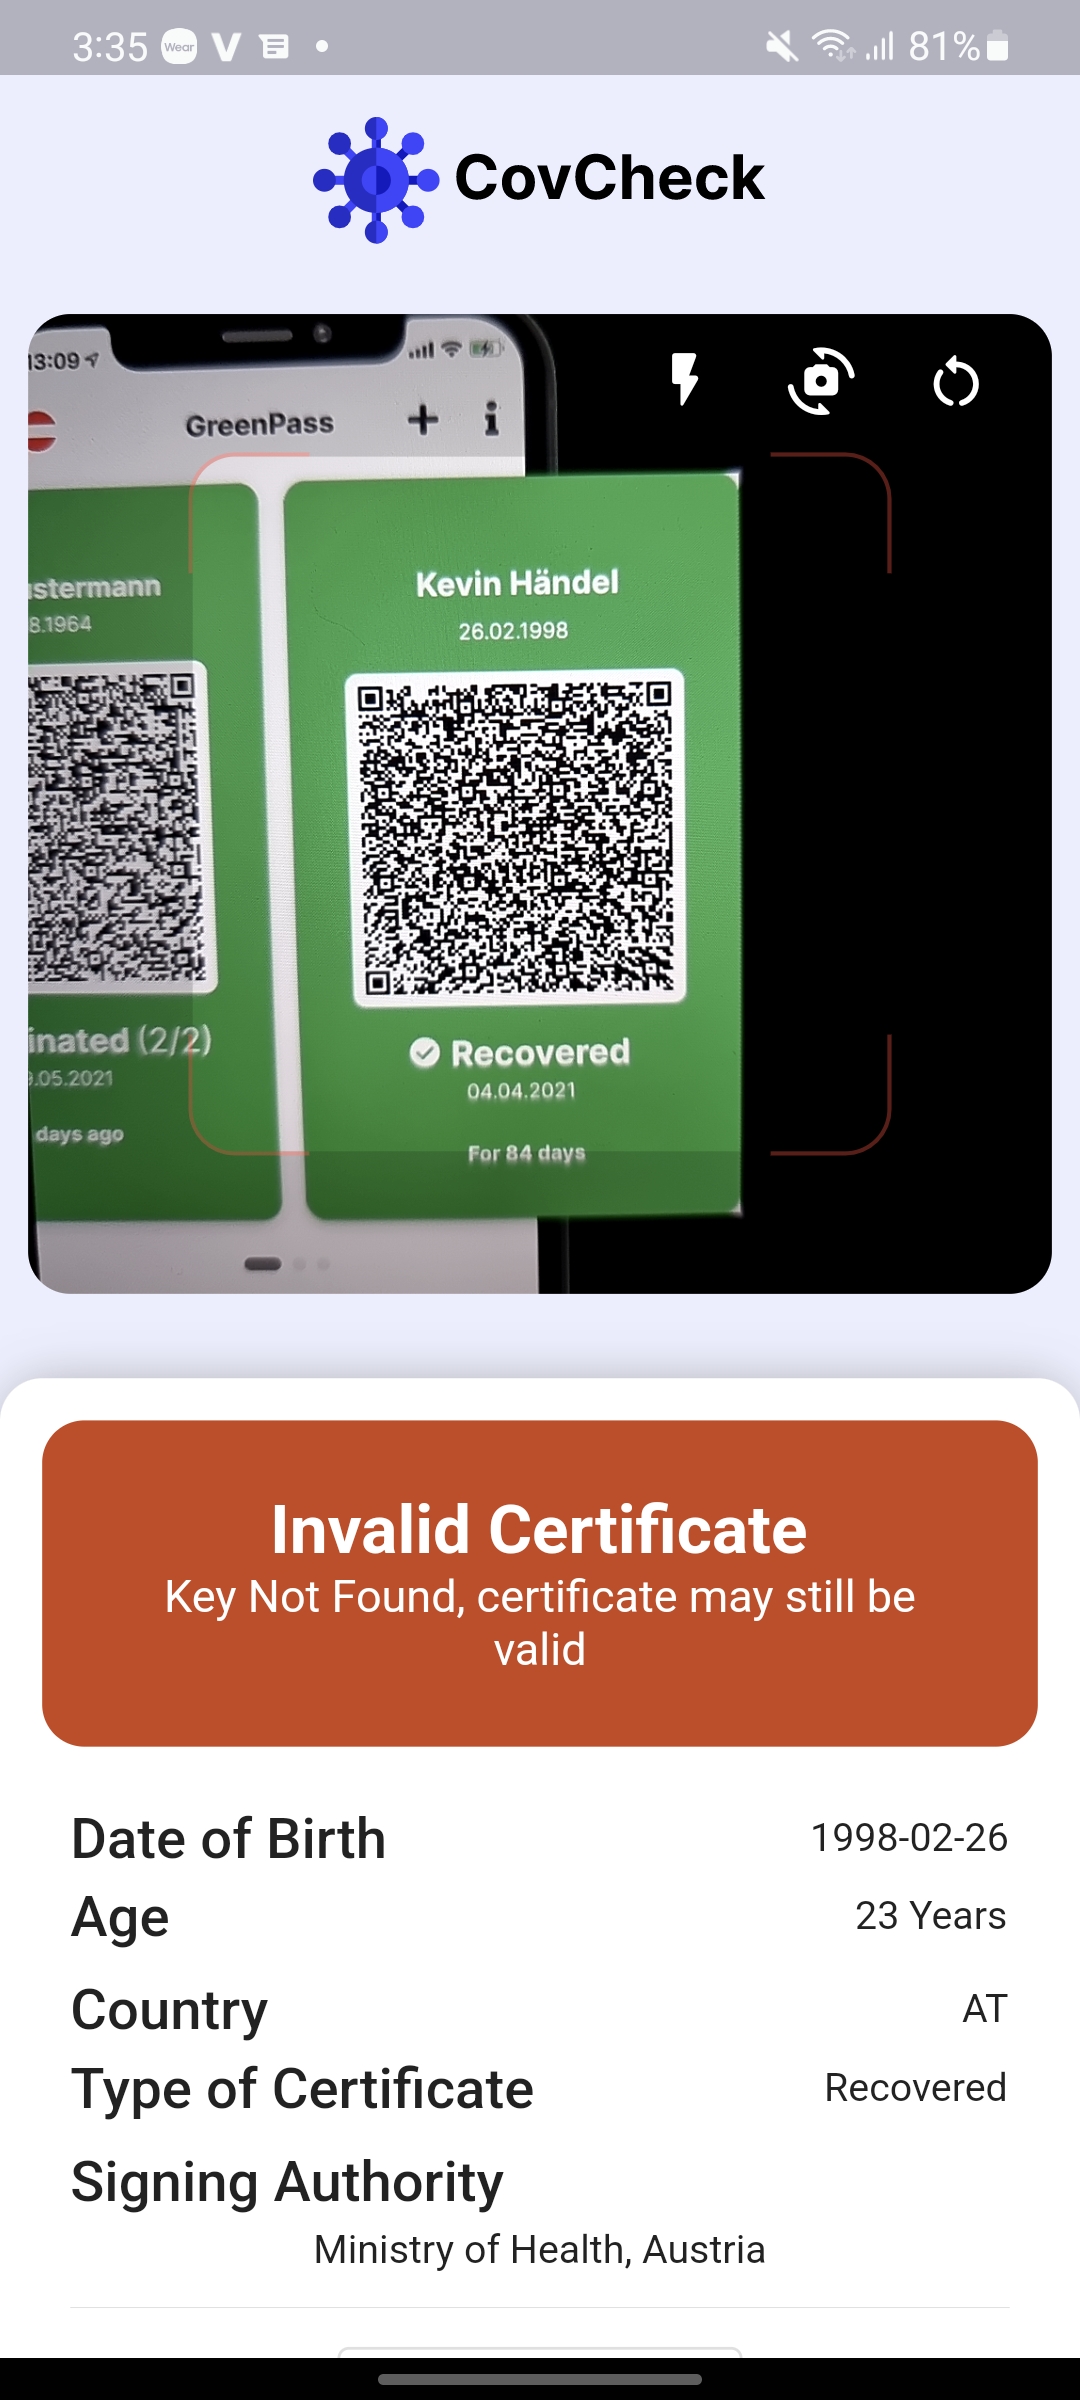 3:35 Wear V 81%
CovCheck
13:09
GreenPass
Kevin Händel
26.02.1998
8.1964
Recovered
04.04.2021
(2/2)
.05.2021
days ago
For 84 days
Invalid Certificate
Key Not Found, certificate may still be
valid
Date of Birth 1998-02-26
Age 23 Years
Country AT
Type of Certificate Recovered
Signing Authority
Ministry of Health, Austria